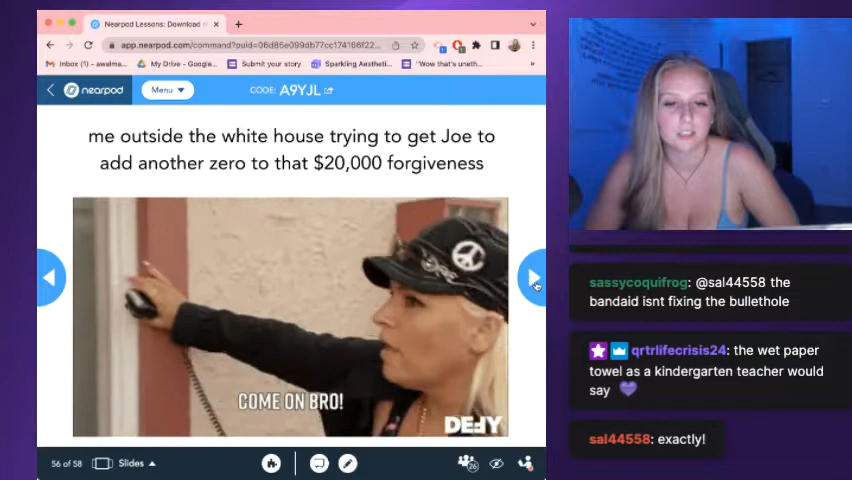 Nearpod Lessons: Download r
app.nearpod.com/command?puid=06d85e099db77cc174166f22...
Inbox (1) – awalma...
My Drive - Google...
Submit your story
Sparkling Aestheti...
"Wow that's uneth...
nearpod
Menu
CODE: A9YJL
me outside the white house trying to get Joe to
add another zero to that $20,000 forgiveness
COME ON BRO!
DEFY
56 of 58
Slides
26
sassycoquifrog: @sal44558 the
bandaid isnt fixing the bullethole
qrtrlifecrisis24: the wet paper
towel as a kindergarten teacher would
say
sal44558: exactly!